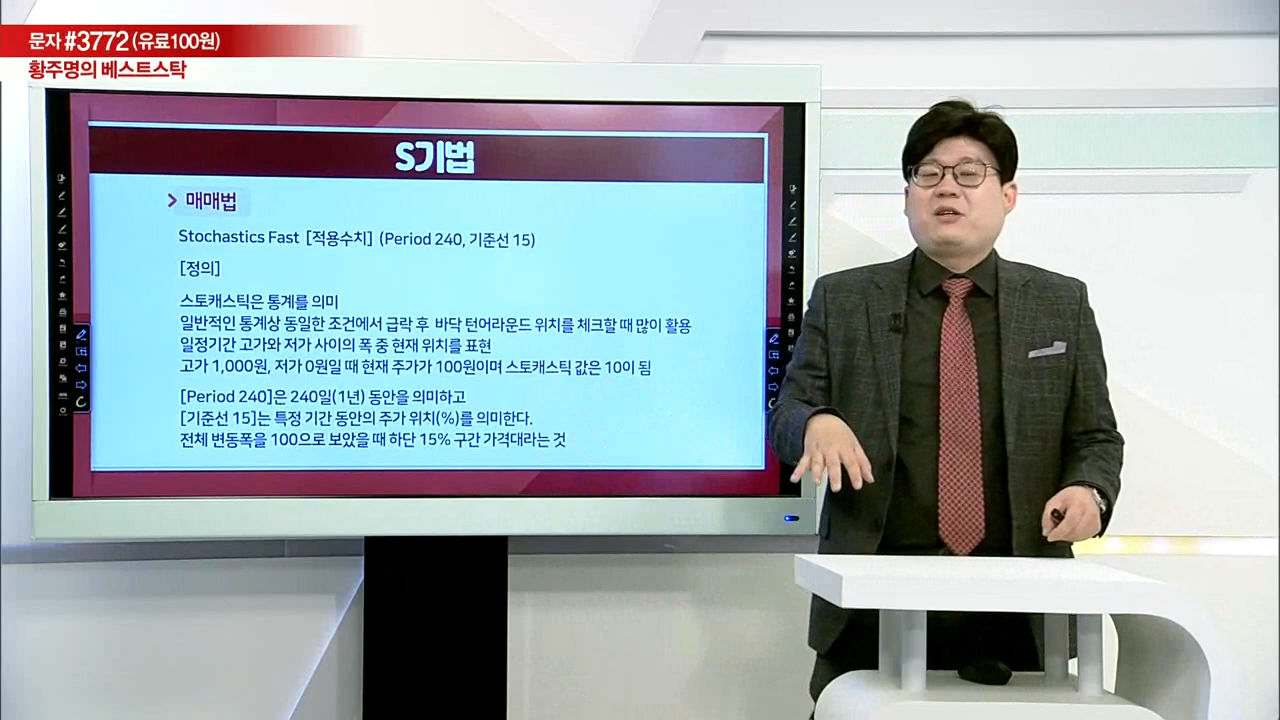 문자 #3772 (유료100원)
황주명의 베스트스탁
S기법
매매법
Stochastics Fast [적용수치] (Period 240, 기준선 15)
[정의]
스토캐스틱은 통계를 의미
일반적인 통계상 동일한 조건에서 급락 후 바닥 턴어라운드 위치를 체크할 때 많이 활용
일정기간 고가와 저가 사이의 폭 중 현재 위치를 표현
고가 1,000원, 저가 0원일 때 현재 주가가 100원이며 스토캐스틱 값은 10이 됨
[Period 240]은 240일(1년) 동안을 의미하고
[기준선 15]는 특정 기간 동안의 주가 위치(%)를 의미한다.
전체 변동폭을 100으로 보았을 때 하단 15% 구간 가격대라는 것